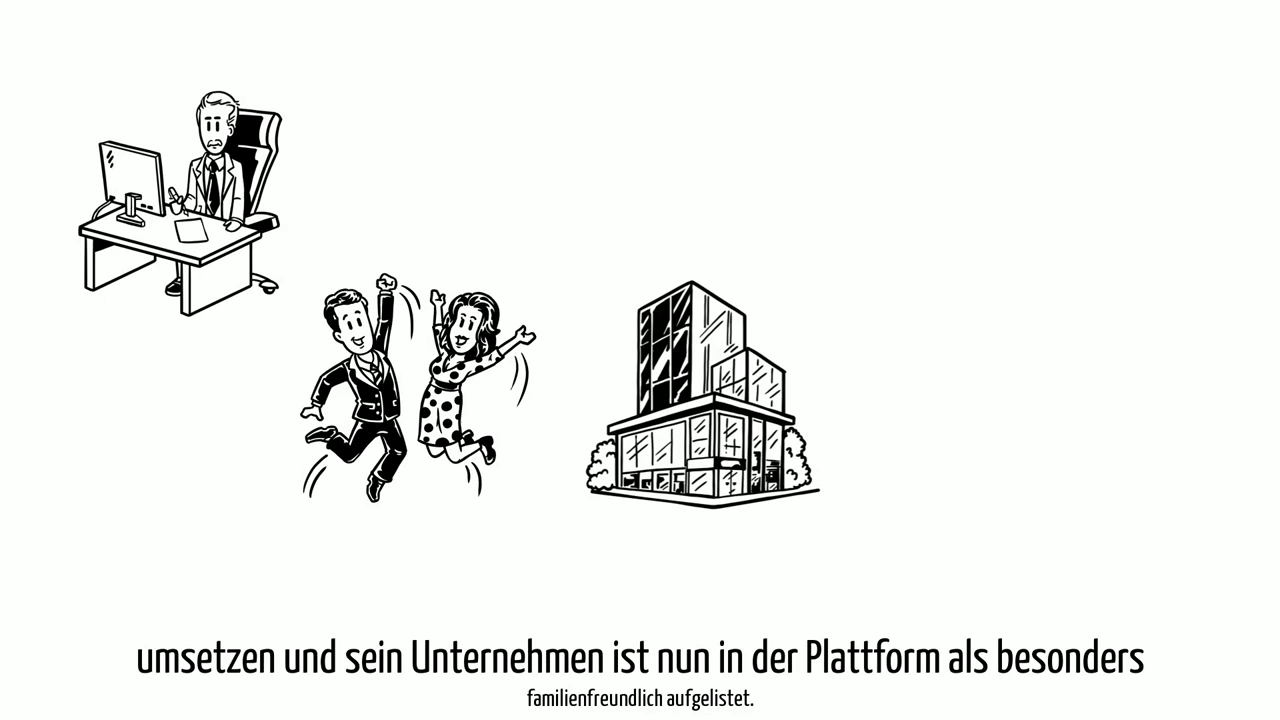 umsetzen und sein Unternehmen ist nun in der Plattform als besonders
familienfreundlich aufgelistet.